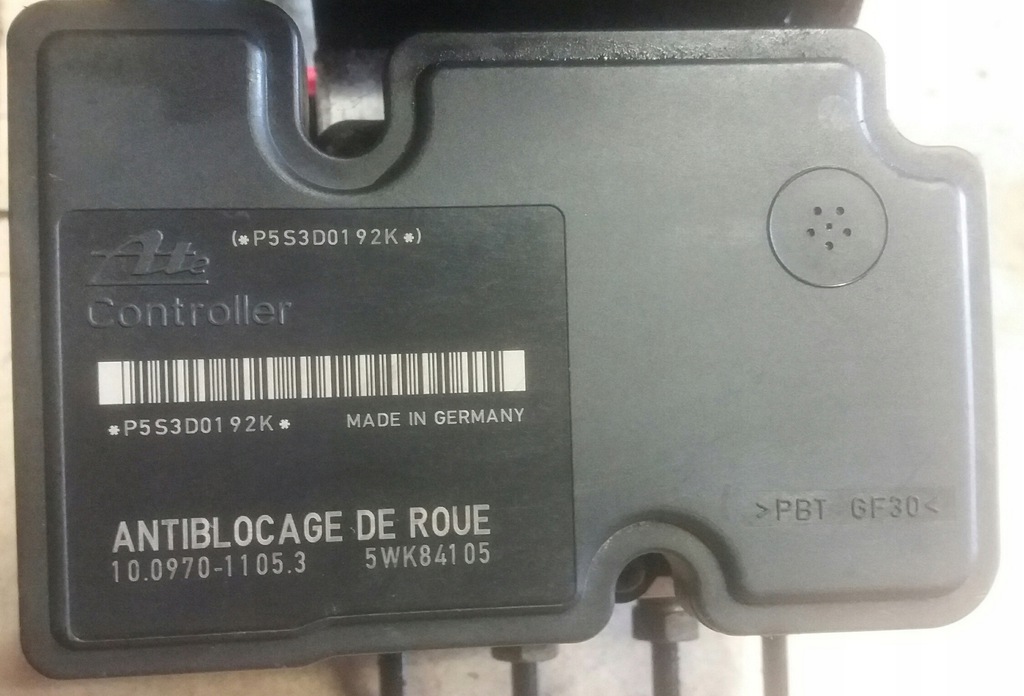 (*P5S3D0192K*)
Ate
Controller
*P5S3D0192K* MADE IN GERMANY
>PBT GF30<
ANTIBLOCAGE DE ROUE
10.0970-1105.3 5WK84105